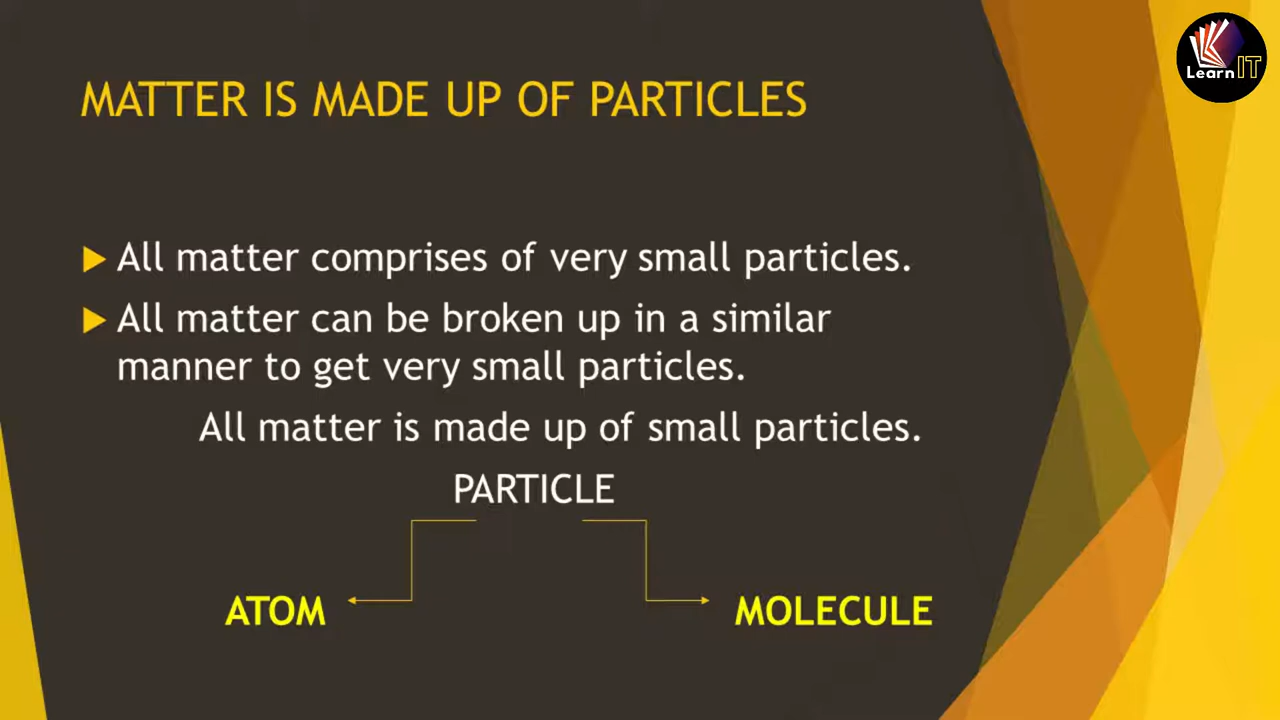 LearnIT
MATTER IS MADE UP OF PARTICLES
All matter comprises of very small particles.
All matter can be broken up in a similar
manner to get very small particles.
All matter is made up of small particles.
PARTICLE
ATOM MOLECULE